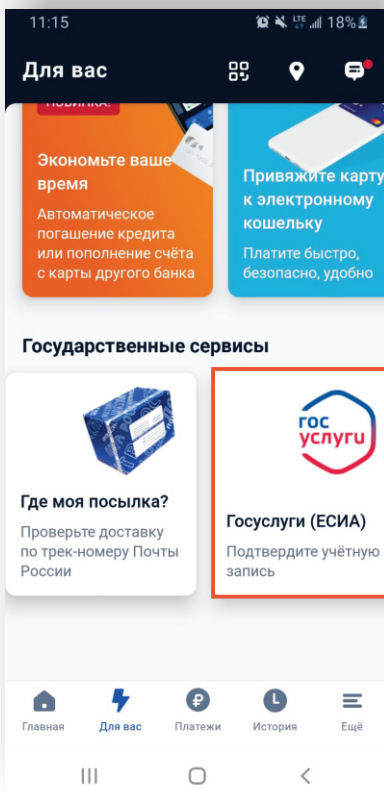 11:15
LTE
18%
Для вас
НОВИНКА!
Экономьте ваше
время
Автоматическое
погашение кредита
или пополнение счёта
с карты другого банка
Привяжите карту
к электронному
кошельку
Платите быстро,
безопасно, удобно
Государственные сервисы
Где моя посылка?
Проверьте доставку
по трек-номеру Почты
России
гос
услуги
Госуслуги (ЕСИА)
Подтвердите учётную
запись
Главная
Для вас
Платежи
История
Ещё